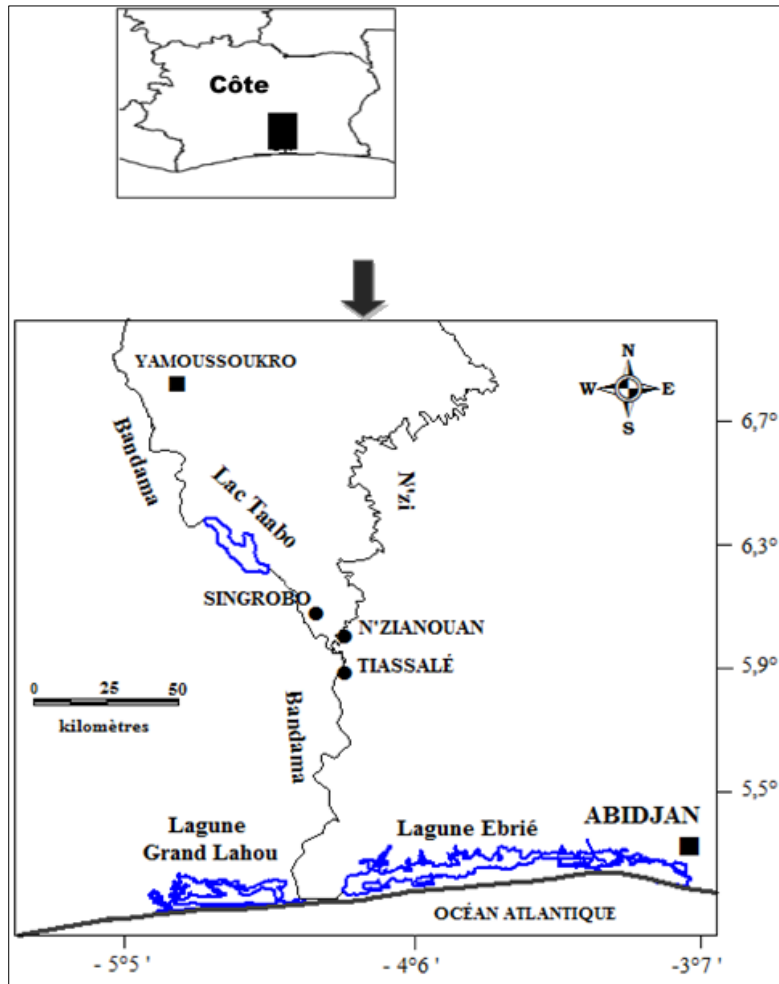 Côte
YAMOUSSOUKRO
N
W
E
S
Bandama
6,7°
Lac Taabo
N'zi
6,3°
SINGROBO
N'ZIANOUAN
TIASSALÉ
5,9°
0 25 50
kilomètres
Bandama
5,5°
Lagune
Grand Lahou
Lagune Ebrié
ABIDJAN
OCÉAN ATLANTIQUE
- 5°5 '
- 4°6 '
-3°7 '